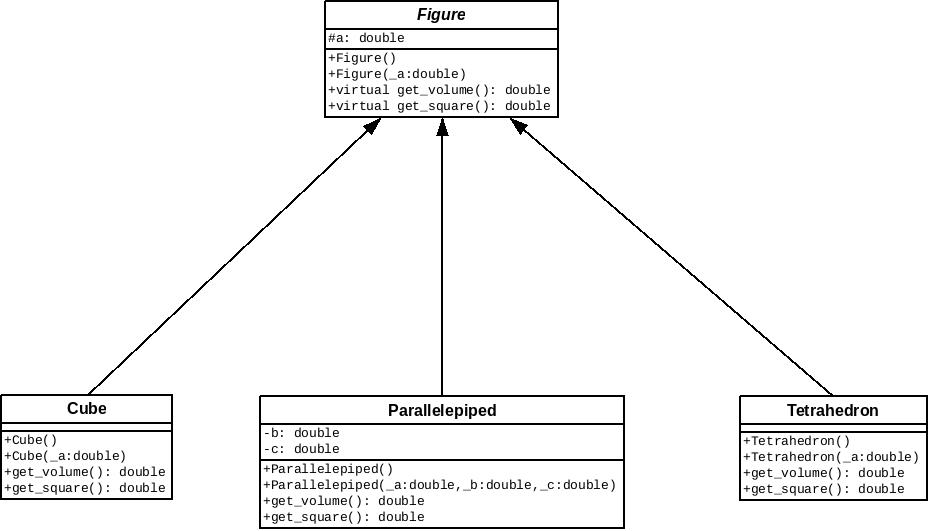 Figure
#a: double
+Figure()
+Figure(_a:double)
+virtual get_volume(): double
+virtual get_square(): double
Cube
+Cube()
+Cube(_a:double)
+get_volume(): double
+get_square(): double
Parallelepiped
-b: double
-c: double
+Parallelepiped()
+Parallelepiped(_a:double,_b:double,_c:double)
+get_volume(): double
+get_square(): double
Tetrahedron
+Tetrahedron()
+Tetrahedron(_a:double)
+get_volume(): double
+get_square(): double